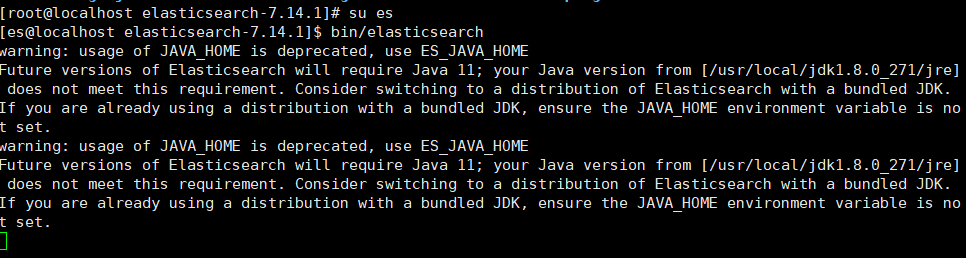 [root@localhost elasticsearch-7.14.1]# su es
[es@localhost elasticsearch-7.14.1]$ bin/elasticsearch
warning: usage of JAVA_HOME is deprecated, use ES_JAVA_HOME
Future versions of Elasticsearch will require Java 11; your Java version from [/usr/local/jdk1.8.0_271/jre]
 does not meet this requirement. Consider switching to a distribution of Elasticsearch with a bundled JDK.
If you are already using a distribution with a bundled JDK, ensure the JAVA_HOME environment variable is no
t set.
warning: usage of JAVA_HOME is deprecated, use ES_JAVA_HOME
Future versions of Elasticsearch will require Java 11; your Java version from [/usr/local/jdk1.8.0_271/jre]
 does not meet this requirement. Consider switching to a distribution of Elasticsearch with a bundled JDK.
If you are already using a distribution with a bundled JDK, ensure the JAVA_HOME environment variable is no
t set.